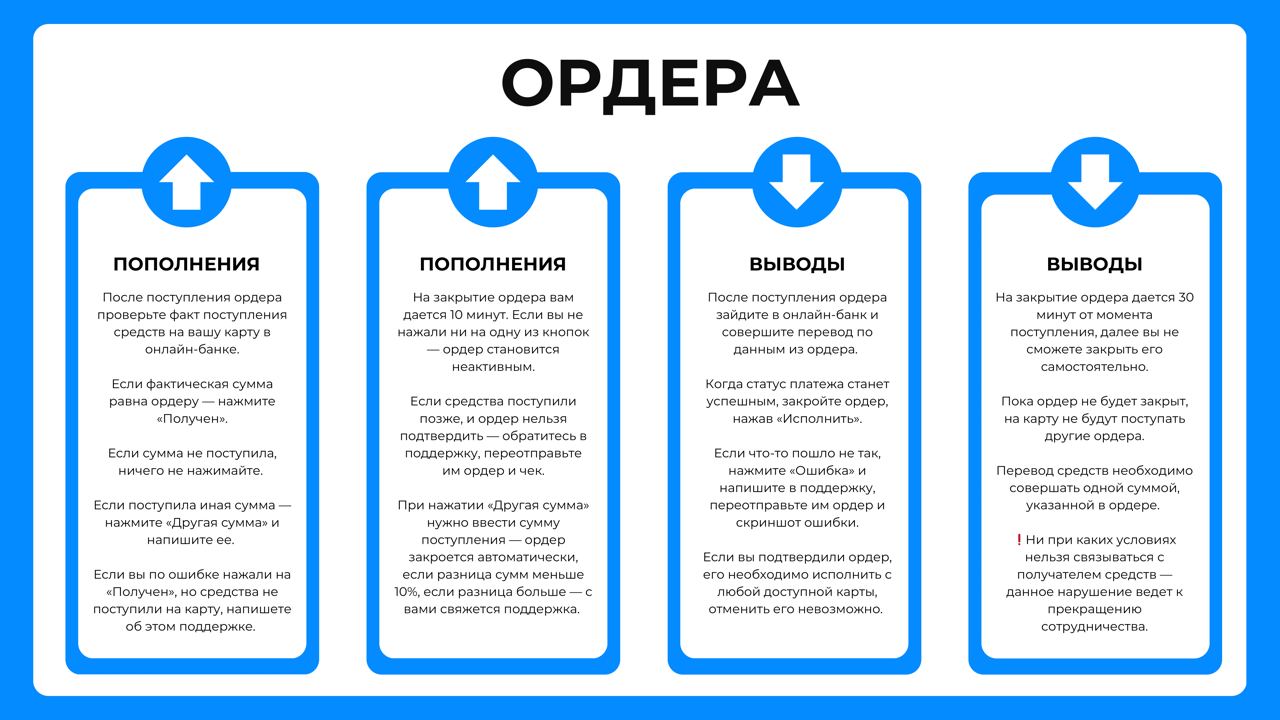 ОРДЕРА
ПОПОЛНЕНИЯ
После поступления ордера
проверьте факт поступления
средств на вашу карту в
онлайн-банке.
Если фактическая сумма
равна ордеру — нажмите
«Получен».
Если сумма не поступила,
ничего не нажимайте.
Если поступила иная сумма —
нажмите «Другая сумма» и
напишите ее.
Если вы по ошибке нажали на
«Получен», но средства не
поступили на карту, напишете
об этом поддержке.
ПОПОЛНЕНИЯ
На закрытие ордера вам
дается 10 минут. Если вы не
нажали ни на одну из кнопок
— ордер становится
неактивным.
Если средства поступили
позже, и ордер нельзя
подтвердить — обратитесь в
поддержку, переотправьте
им ордер и чек.
При нажатии «Другая сумма»
нужно ввести сумму
поступления — ордер
закроется автоматически,
если разница сумм меньше
10%, если разница больше — с
вами свяжется поддержка.
ВЫВОДЫ
После поступления ордера
зайдите в онлайн-банк и
совершите перевод по
данным из ордера.
Когда статус платежа станет
успешным, закройте ордер,
нажав «Исполнить».
Если что-то пошло не так,
нажмите «Ошибка» и
напишите в поддержку,
переотправьте им ордер и
скриншот ошибки.
Если вы подтвердили ордер,
его необходимо исполнить с
любой доступной карты,
отменить его невозможно.
ВЫВОДЫ
На закрытие ордера дается 30
минут от момента
поступления, далее вы не
сможете закрыть его
самостоятельно.
Пока ордер не будет закрыт,
на карту не будут поступать
другие ордера.
Перевод средств необходимо
совершать одной суммой,
указанной в ордере.
❗Ни при каких условиях
нельзя связываться с
получателем средств —
данное нарушение ведет к
прекращению
сотрудничества.